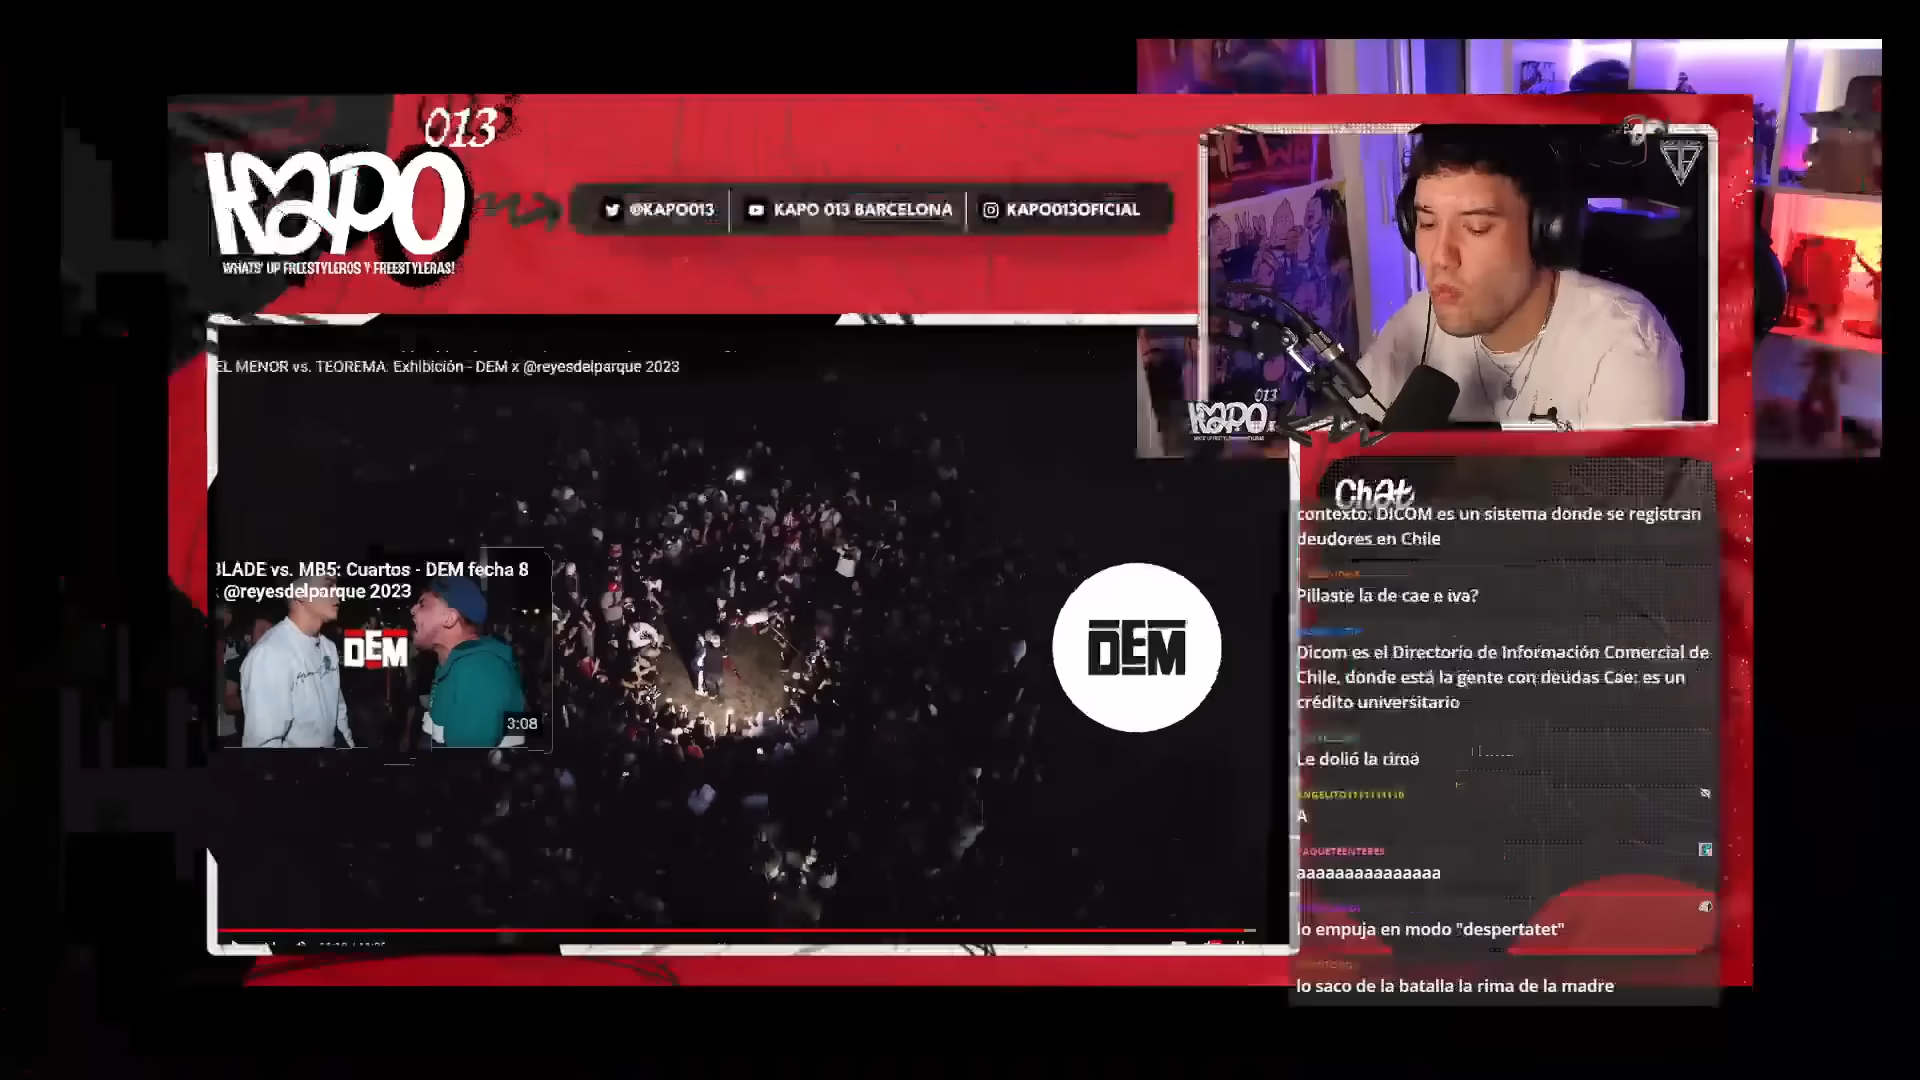 013
KAPO
WHATS' UP FREESTYLEROS Y FREESTYLERAS!
@KAPO013
KAPO 013 BARCELONA
KAPO013OFICIAL
EL MENOR vs. TEOREMA: Exhibición - DEM x @reyesdelparque 2023
BLADE vs. MB5: Cuartos - DEM fecha 8
@reyesdelparque 2023
DEM
3:08
DEM
013
KAPO
Chat
contexto: DICOM es un sistema donde se registran
deudores en Chile
Pillaste la de cae e iva?
Dicom es el Directorio de Información Comercial de
Chile, donde está la gente con deudas Cae: es un
crédito universitario
Le dolió la rima
A
PAQUETEENTERES
aaaaaaaaaaaaaaa
lo empuja en modo "despertatet"
lo saco de la batalla la rima de la madre